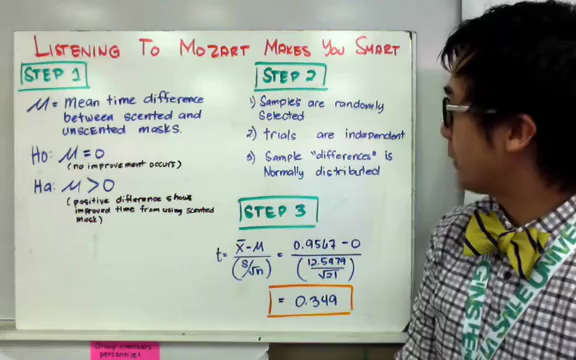 LISTENING TO MOZART MAKES YOU SMART
STEP 1
μ = mean time difference
between scented and
unscented masks.
Ho: μ = 0
(no improvement occurs)
Ha: μ > 0
(positive difference shows
improved time from using scented
mask)
STEP 2
1) Samples are randomly
selected
2) trials are independent
3) Sample "differences" is
Normally distributed
STEP 3
t = x̄ - μ / (s/√n) = 0.9567 - 0 / (12.5479/√21)
= 0.349
Group members
percentile!